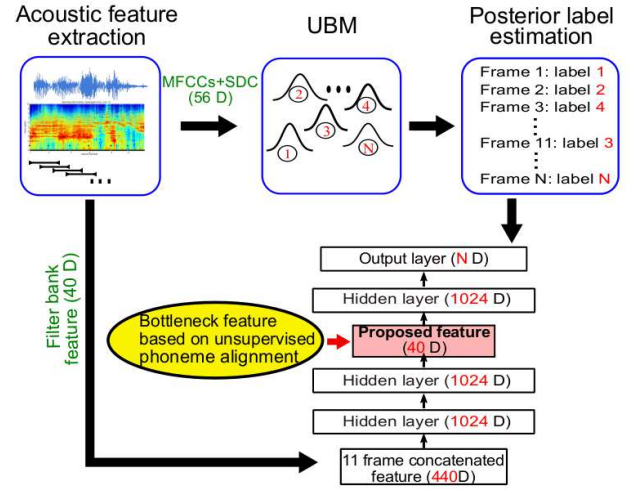 Acoustic feature
extraction
UBM
Posterior label
estimation
MFCCs+SDC
(56 D)
2
4
3
1
N
Frame 1: label 1
Frame 2: label 2
Frame 3: label 4
Frame 11: label 3
Frame N: label N
Filter bank
feature (40 D)
Output layer (N D)
Hidden layer (1024 D)
Bottleneck feature
based on unsupervised
phoneme alignment
Proposed feature
(40 D)
Hidden layer (1024 D)
Hidden layer (1024 D)
11 frame concatenated
feature (440D)